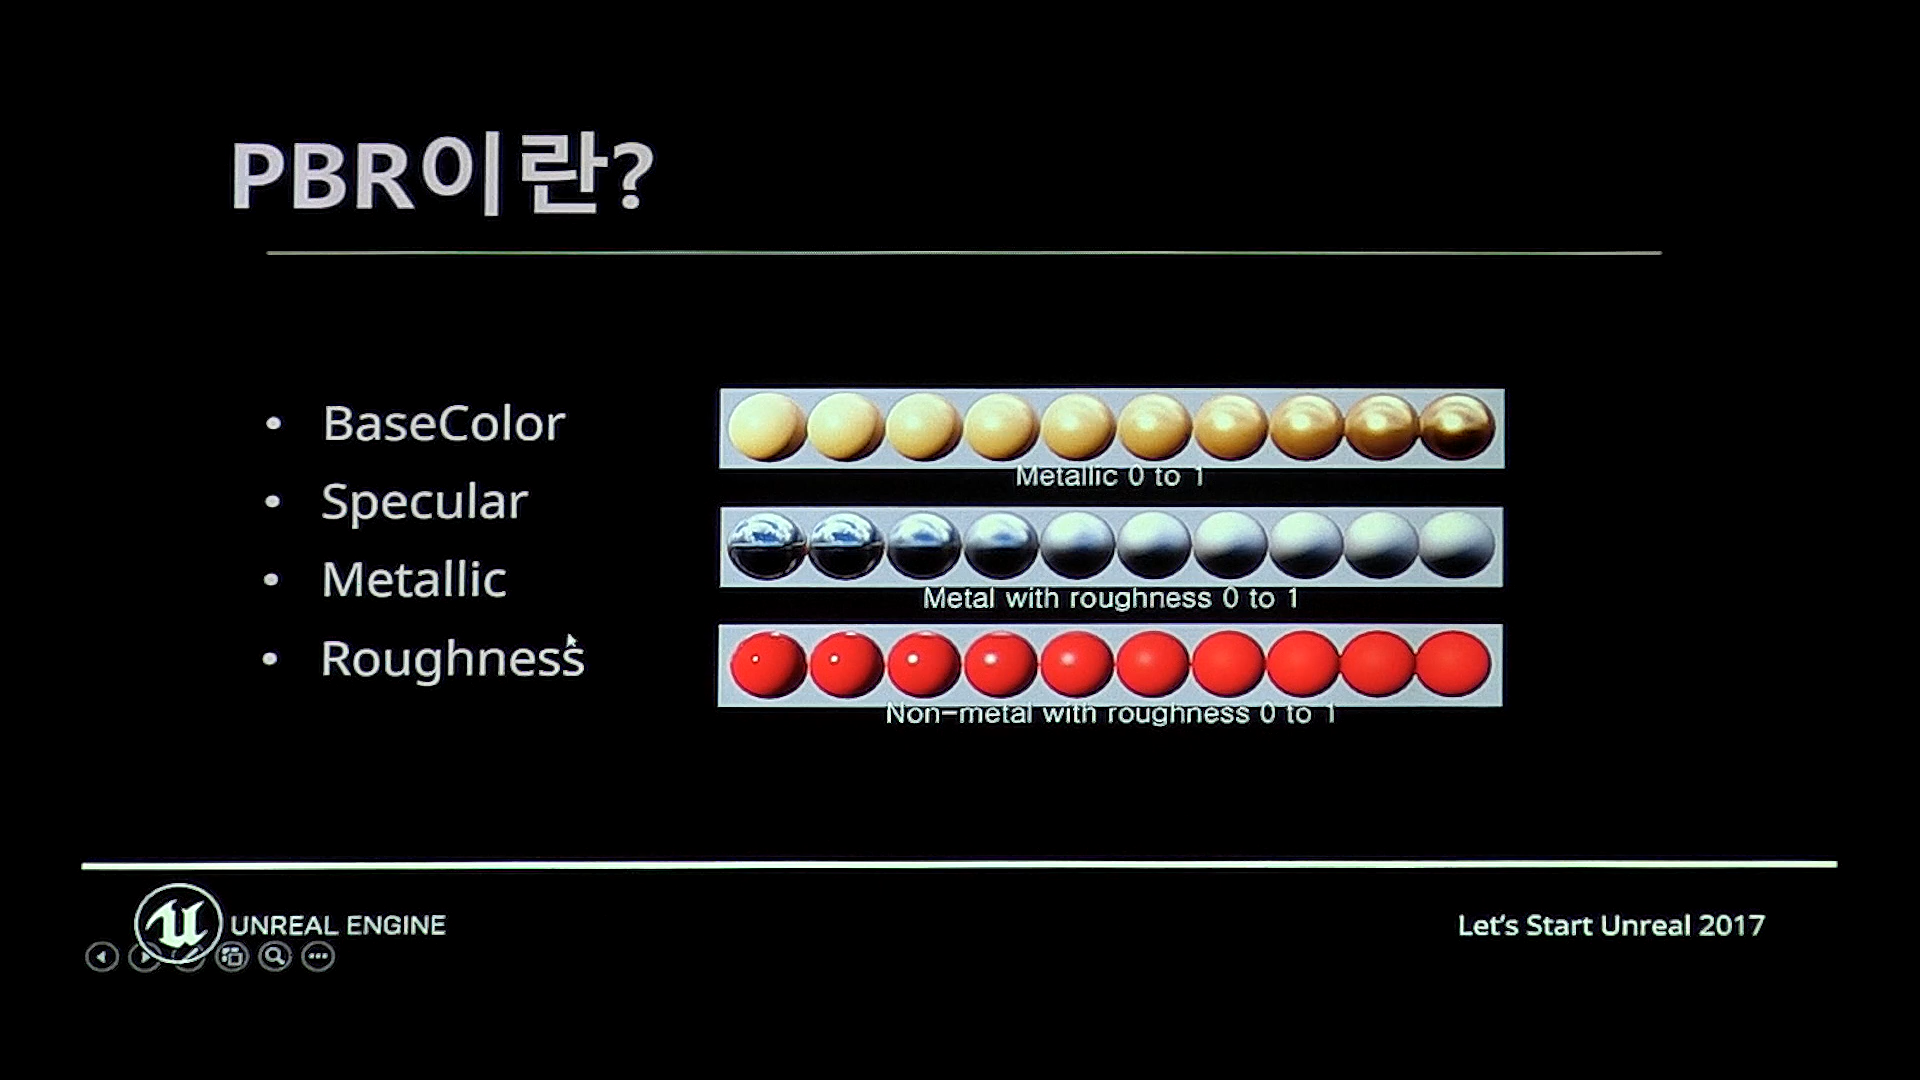 PBR이란?
• BaseColor
• Specular
• Metallic
• Roughness
Metallic 0 to 1
Metal with roughness 0 to 1
Non-metal with roughness 0 to 1
UNREAL ENGINE
Let's Start Unreal 2017